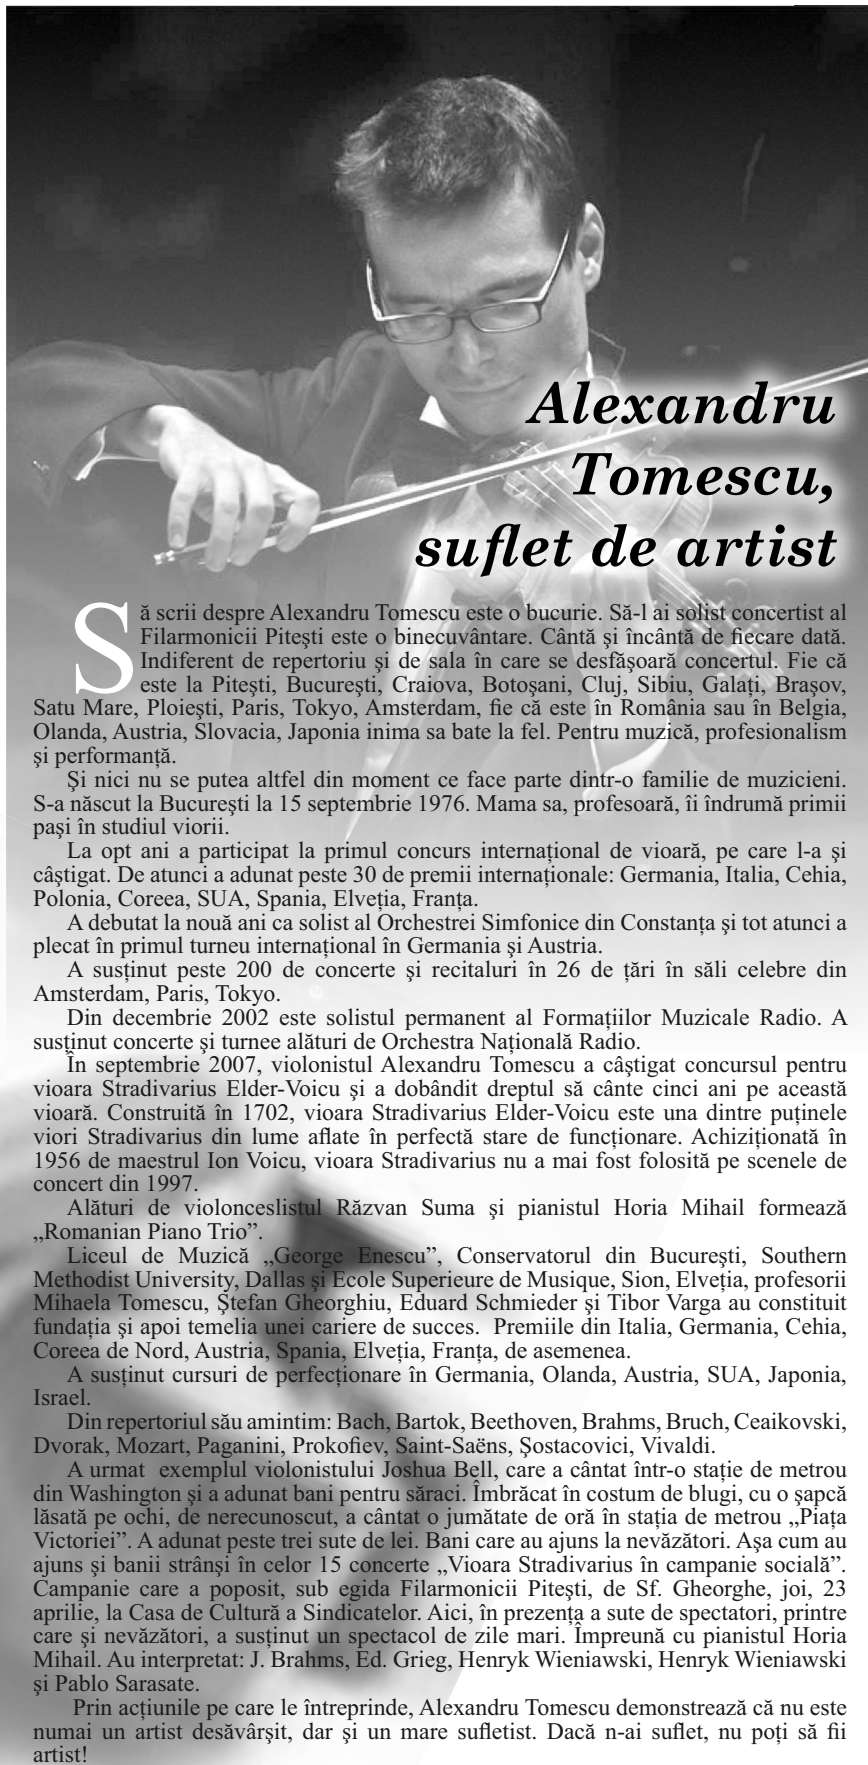 Alexandru
Tomescu,
suflet de artist
Să scrii despre Alexandru Tomescu este o bucurie. Să-l ai solist concertist al
Filarmonicii Piteşti este o binecuvântare. Cântă şi încântă de fiecare dată.
Indiferent de repertoriu şi de sala în care se desfăşoară concertul. Fie că
este la Piteşti, Bucureşti, Craiova, Botoşani, Cluj, Sibiu, Galaţi, Braşov,
Satu Mare, Ploieşti, Paris, Tokyo, Amsterdam, fie că este în România sau în Belgia,
Olanda, Austria, Slovacia, Japonia inima sa bate la fel. Pentru muzică, profesionalism
şi performanţă.
Şi nici nu se putea altfel din moment ce face parte dintr-o familie de muzicieni.
S-a născut la Bucureşti la 15 septembrie 1976. Mama sa, profesoară, îi îndrumă primii
paşi în studiul viorii.
La opt ani a participat la primul concurs internaţional de vioară, pe care l-a şi
câştigat. De atunci a adunat peste 30 de premii internaţionale: Germania, Italia, Cehia,
Polonia, Coreea, SUA, Spania, Elveţia, Franţa.
A debutat la nouă ani ca solist al Orchestrei Simfonice din Constanţa şi tot atunci a
plecat în primul turneu internaţional în Germania şi Austria.
A susţinut peste 200 de concerte şi recitaluri în 26 de ţări în săli celebre din
Amsterdam, Paris, Tokyo.
Din decembrie 2002 este solistul permanent al Formaţiilor Muzicale Radio. A
susţinut concerte şi turnee alături de Orchestra Naţională Radio.
În septembrie 2007, violonistul Alexandru Tomescu a câştigat concursul pentru
vioara Stradivarius Elder-Voicu şi a dobândit dreptul să cânte cinci ani pe această
vioară. Construită în 1702, vioara Stradivarius Elder-Voicu este una dintre puţinele
viori Stradivarius din lume aflate în perfectă stare de funcţionare. Achiziţionată în
1956 de maestrul Ion Voicu, vioara Stradivarius nu a mai fost folosită pe scenele de
concert din 1997.
Alături de violonceslistul Răzvan Suma şi pianistul Horia Mihail formează
„Romanian Piano Trio”.
Liceul de Muzică „George Enescu”, Conservatorul din Bucureşti, Southern
Methodist University, Dallas şi Ecole Superieure de Musique, Sion, Elveţia, profesorii
Mihaela Tomescu, Ştefan Gheorghiu, Eduard Schmieder şi Tibor Varga au constituit
fundaţia şi apoi temelia unei cariere de succes. Premiile din Italia, Germania, Cehia,
Coreea de Nord, Austria, Spania, Elveţia, Franţa, de asemenea.
A susţinut cursuri de perfecţionare în Germania, Olanda, Austria, SUA, Japonia,
Israel.
Din repertoriul său amintim: Bach, Bartok, Beethoven, Brahms, Bruch, Ceaikovski,
Dvorak, Mozart, Paganini, Prokofiev, Saint-Saëns, Şostacovici, Vivaldi.
A urmat exemplul violonistului Joshua Bell, care a cântat într-o staţie de metrou
din Washington şi a adunat bani pentru săraci. Îmbrăcat în costum de blugi, cu o şapcă
lăsată pe ochi, de nerecunoscut, a cântat o jumătate de oră în staţia de metrou „Piaţa
Victoriei”. A adunat peste trei sute de lei. Bani care au ajuns la nevăzători. Aşa cum au
ajuns şi banii strânşi în celor 15 concerte „Vioara Stradivarius în campanie socială”.
Campanie care a poposit, sub egida Filarmonicii Piteşti, de Sf. Gheorghe, joi, 23
aprilie, la Casa de Cultură a Sindicatelor. Aici, în prezenţa a sute de spectatori, printre
care şi nevăzători, a susţinut un spectacol de zile mari. Împreună cu pianistul Horia
Mihail. Au interpretat: J. Brahms, Ed. Grieg, Henryk Wieniawski, Henryk Wieniawski
şi Pablo Sarasate.
Prin acţiunile pe care le întreprinde, Alexandru Tomescu demonstrează că nu este
numai un artist desăvârşit, dar şi un mare sufletist. Dacă n-ai suflet, nu poţi să fii
artist!